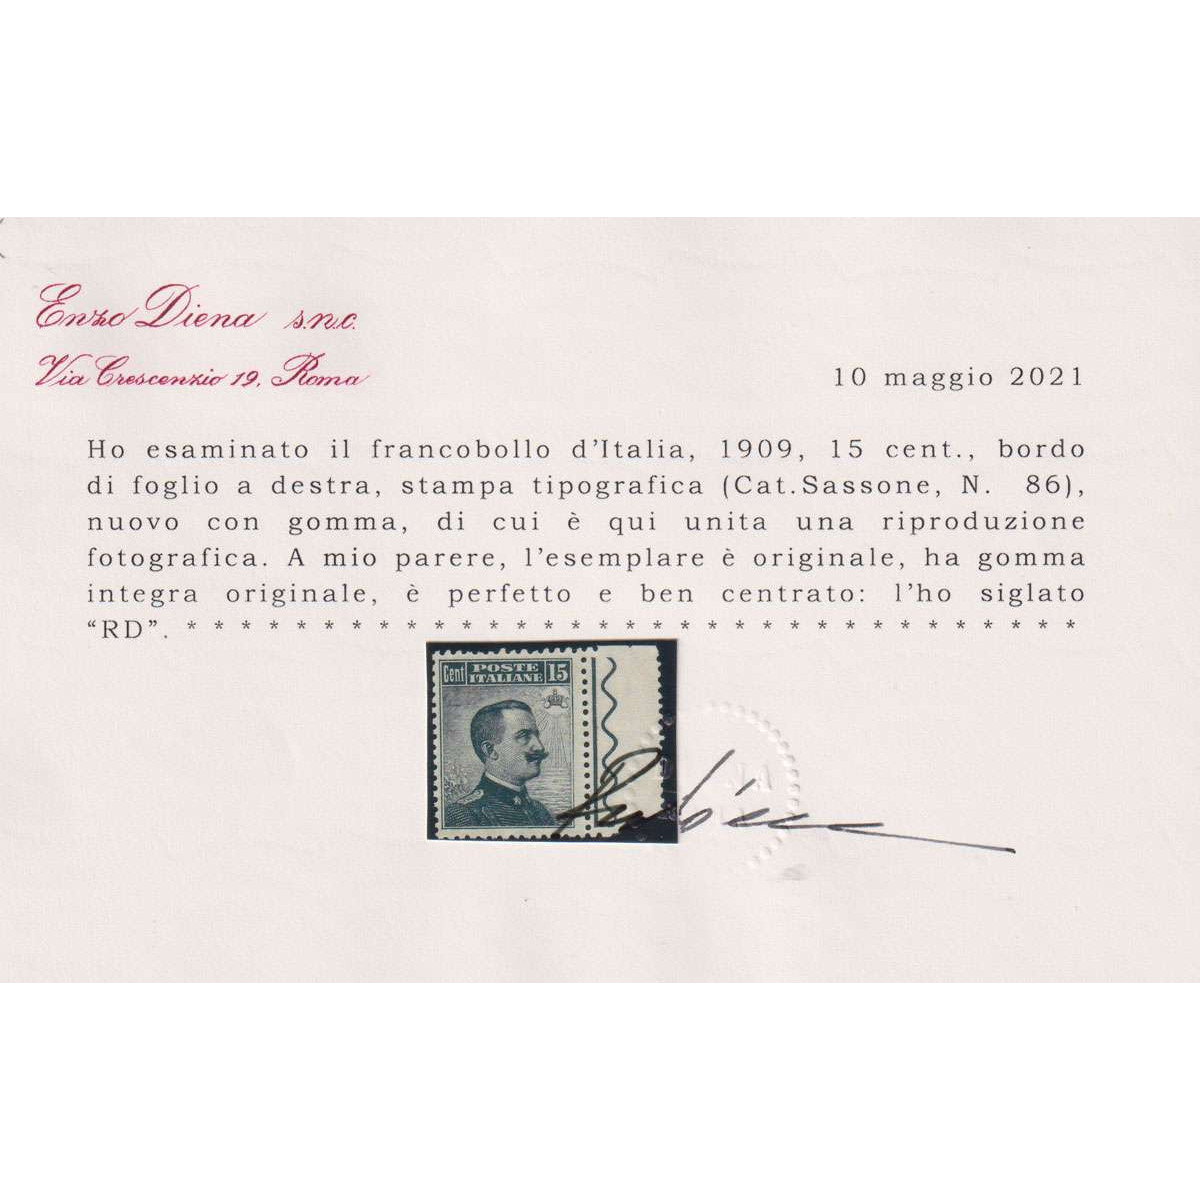 Enzo Diena s.n.c.
Via Crescenzio 19, Roma
10 maggio 2021
Ho esaminato il francobollo d'Italia, 1909, 15 cent., bordo
di foglio a destra, stampa tipografica (Cat.Sassone, N. 86),
nuovo con gomma, di cui è qui unita una riproduzione
fotografica. A mio parere, l'esemplare è originale, ha gomma
integra originale, è perfetto e ben centrato: l'ho siglato
“RD”. * * * * * * * * * * * * * * * * * * * * * * * * * * * * * * * * *
Cent POSTE ITALIANE 15